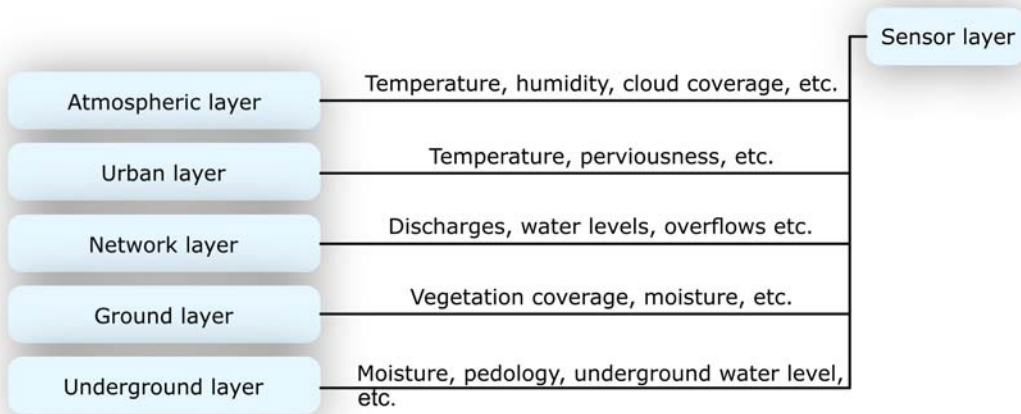 Sensor layer
Atmospheric layer
Temperature, humidity, cloud coverage, etc.
Urban layer
Temperature, perviousness, etc.
Network layer
Discharges, water levels, overflows etc.
Ground layer
Vegetation coverage, moisture, etc.
Underground layer
Moisture, pedology, underground water level,
etc.